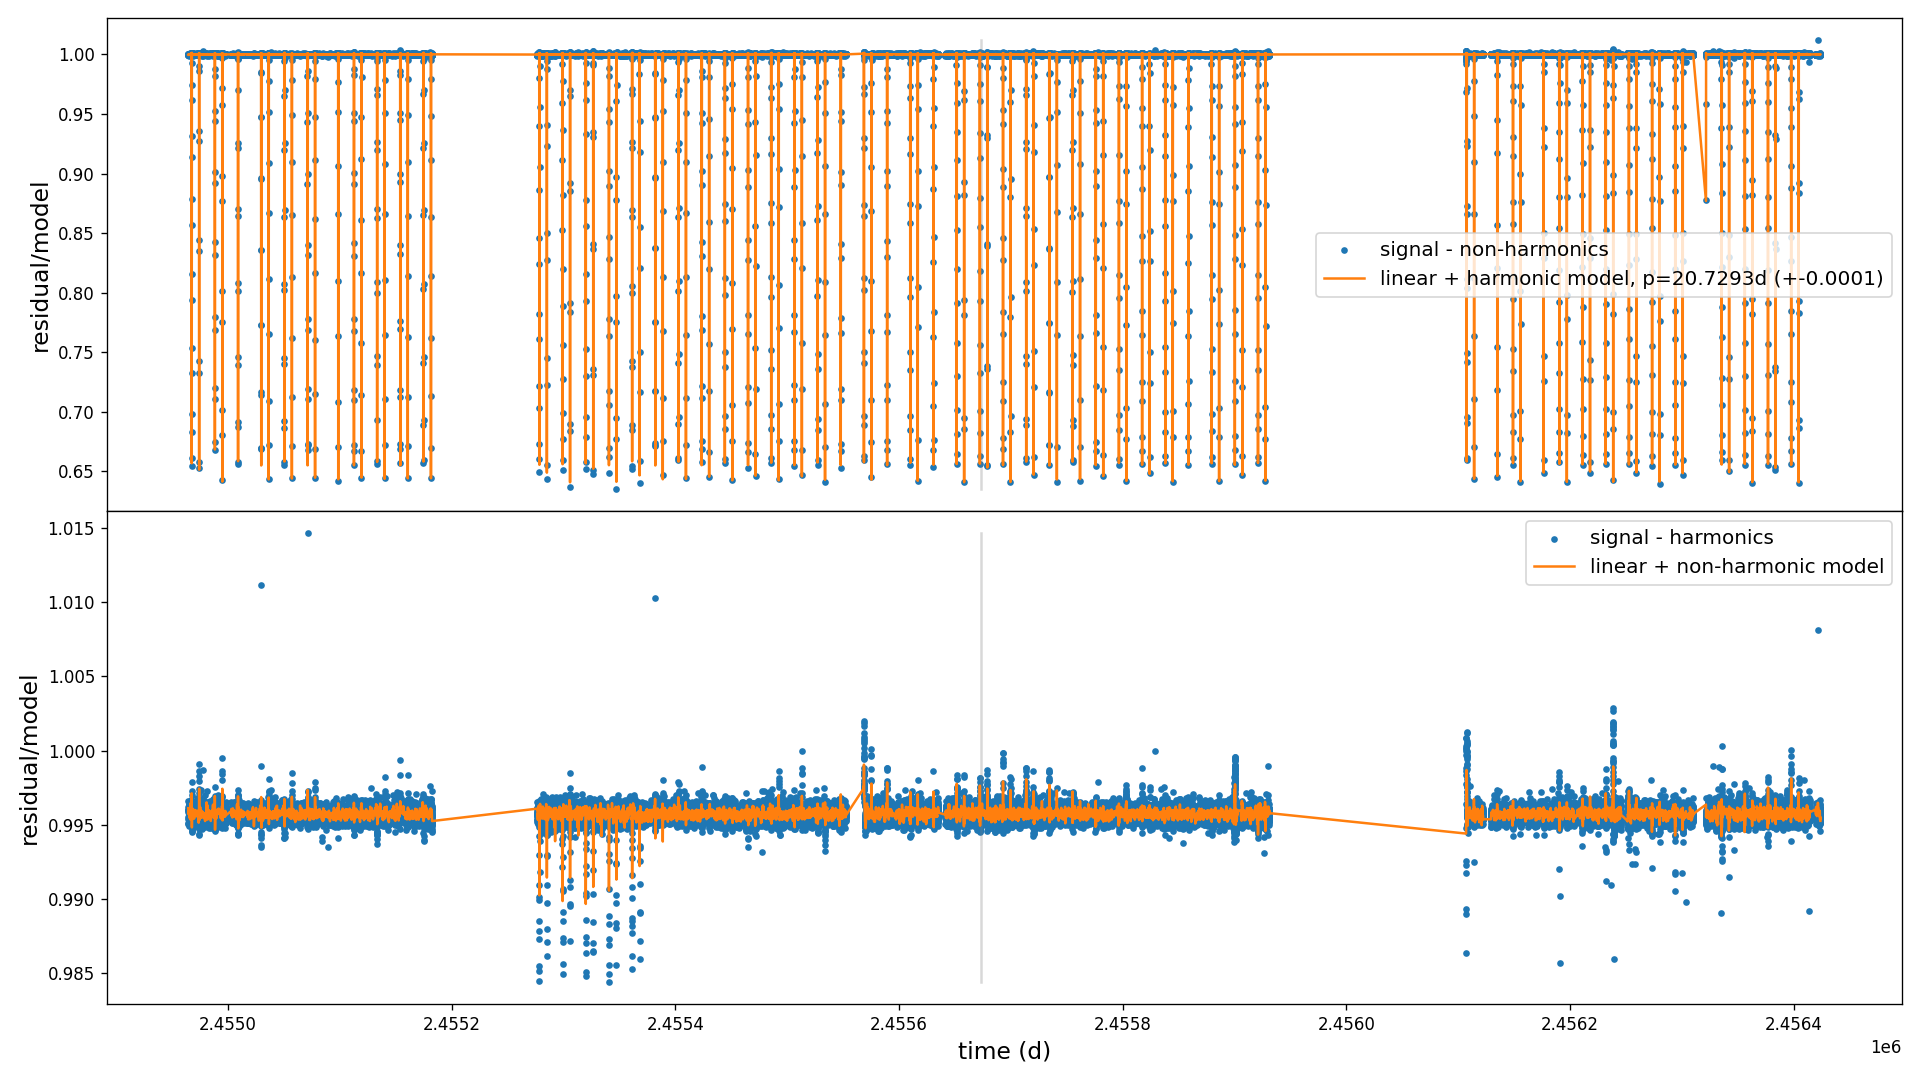 1.00
0.95
0.90
0.85
0.80
0.75
0.70
0.65
residual/model
signal - non-harmonics
linear + harmonic model, p=20.7293d (+-0.0001)
1.015
1.010
1.005
1.000
0.995
0.990
0.985
residual/model
signal - harmonics
linear + non-harmonic model
2.4550 2.4552 2.4554 2.4556 2.4558 2.4560 2.4562 2.4564
1e6
time (d)